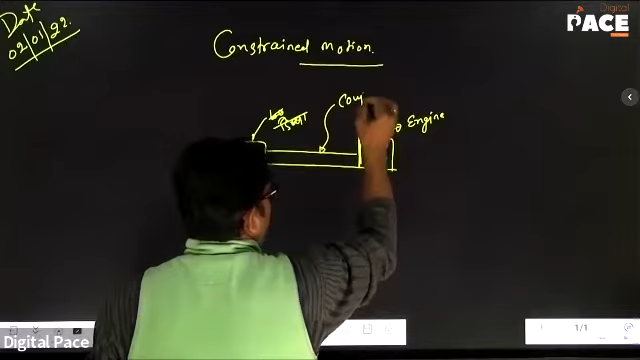 Date
02/01/22.
Constrained motion.
Engine
Digital
PACE
1/1
Digital Pace